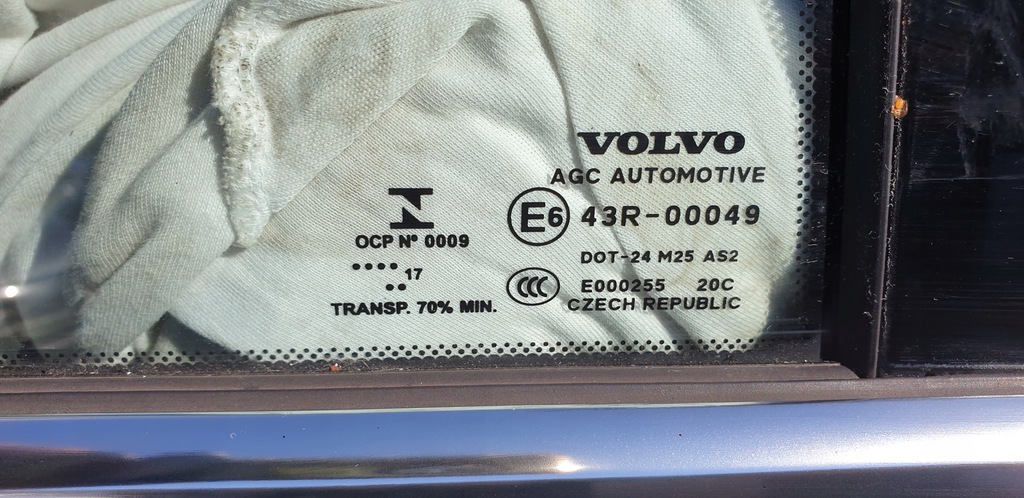 VOLVO
AGC AUTOMOTIVE
E6 43R-00049
DOT-24 M25 AS2
CCC E000255 20C
CZECH REPUBLIC
N
OCP Nº 0009
•••• 17
••
TRANSP. 70% MIN.